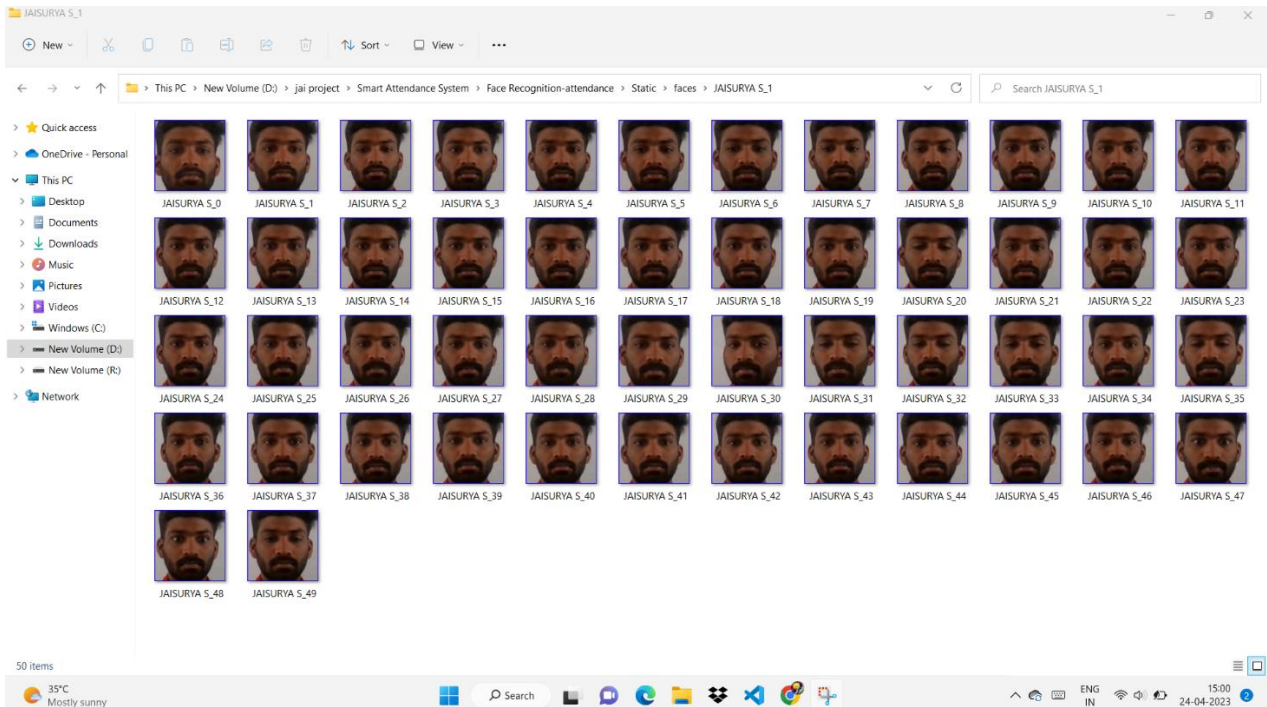 JAISURYA S_1
New
Sort
View
This PC > New Volume (D:) > jai project > Smart Attendance System > Face Recognition-attendance > Static > faces > JAISURYA S_1
Search JAISURYA S_1
Quick access
OneDrive - Personal
This PC
Desktop
Documents
Downloads
Music
Pictures
Videos
Windows (C:)
New Volume (D:)
New Volume (R:)
Network
JAISURYA S_0 JAISURYA S_1 JAISURYA S_2 JAISURYA S_3 JAISURYA S_4 JAISURYA S_5 JAISURYA S_6 JAISURYA S_7 JAISURYA S_8 JAISURYA S_9 JAISURYA S_10 JAISURYA S_11
JAISURYA S_12 JAISURYA S_13 JAISURYA S_14 JAISURYA S_15 JAISURYA S_16 JAISURYA S_17 JAISURYA S_18 JAISURYA S_19 JAISURYA S_20 JAISURYA S_21 JAISURYA S_22 JAISURYA S_23
JAISURYA S_24 JAISURYA S_25 JAISURYA S_26 JAISURYA S_27 JAISURYA S_28 JAISURYA S_29 JAISURYA S_30 JAISURYA S_31 JAISURYA S_32 JAISURYA S_33 JAISURYA S_34 JAISURYA S_35
JAISURYA S_36 JAISURYA S_37 JAISURYA S_38 JAISURYA S_39 JAISURYA S_40 JAISURYA S_41 JAISURYA S_42 JAISURYA S_43 JAISURYA S_44 JAISURYA S_45 JAISURYA S_46 JAISURYA S_47
JAISURYA S_48 JAISURYA S_49
50 items
35°C
Mostly sunny
Search
ENG
IN
15:00
24-04-2023
2